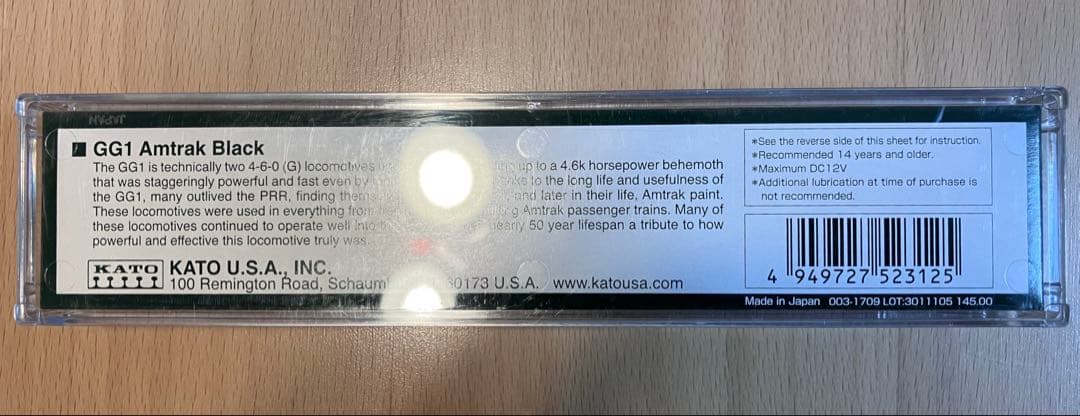 JAPAN
GG1 Amtrak Black
The GG1 is technically two 4-6-0 (G) locomotives up to a 4.6k horsepower behemoth
that was staggeringly powerful and fast even by to the long life and usefulness of
the GG1, many outlived the PRR, finding and later in their life, Amtrak paint.
These locomotives were used in everything from Amtrak passenger trains. Many of
these locomotives continued to operate well into nearly 50 year lifespan a tribute to how
powerful and effective this locomotive truly was.
KATO KATO U.S.A., INC.
100 Remington Road, 60173 U.S.A. www.katousa.com
*See the reverse side of this sheet for instruction.
*Recommended 14 years and older.
*Maximum DC12V
*Additional lubrication at time of purchase is
not recommended.
4 949727 523125
Made in Japan 003-1709 LOT:3011105 145.00